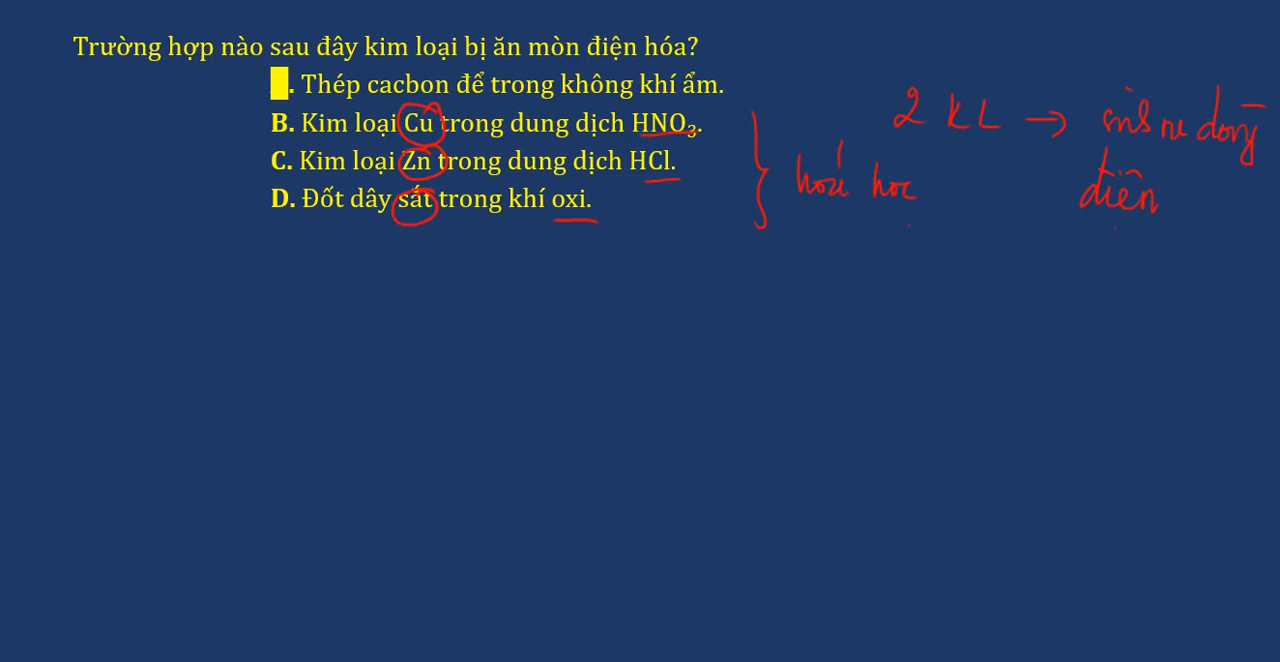 Trường hợp nào sau đây kim loại bị ăn mòn điện hóa?
. Thép cacbon để trong không khí ẩm.
B. Kim loại Cu trong dung dịch HNO₃.
C. Kim loại Zn trong dung dịch HCl.
D. Đốt dây sắt trong khí oxi.
2 KL → dòng
hoá học
điện